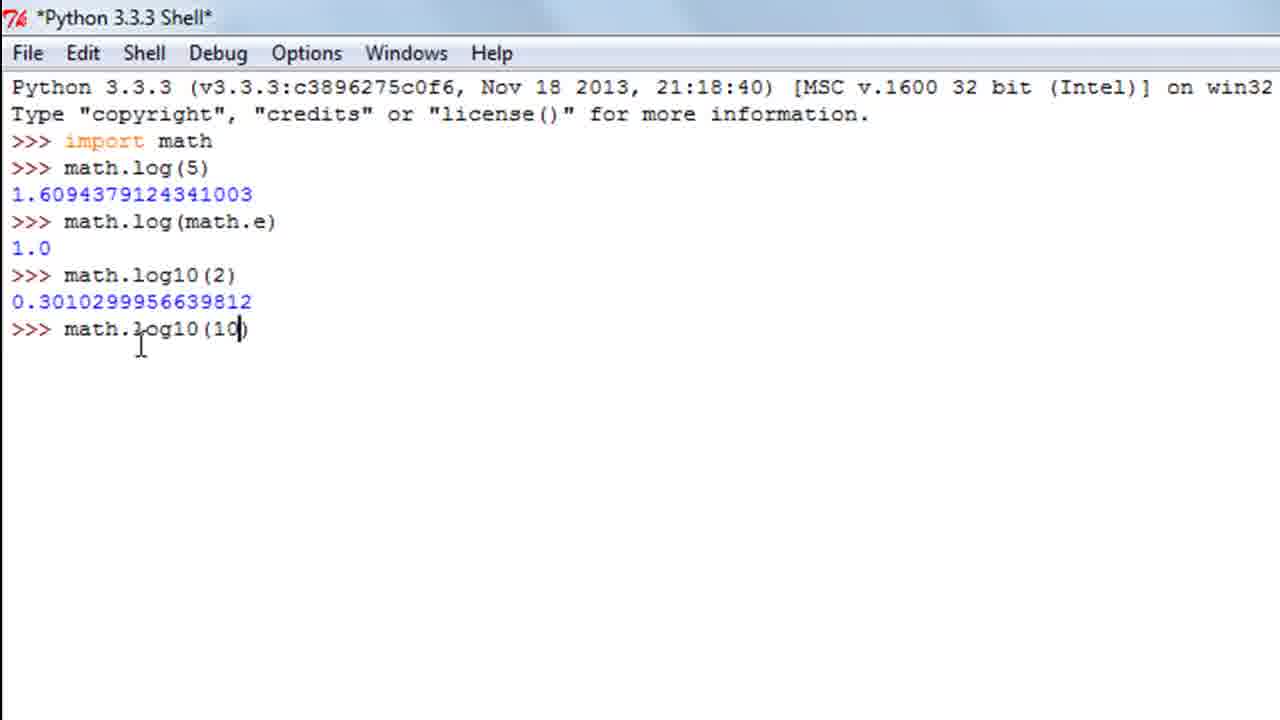 *Python 3.3.3 Shell*
File Edit Shell Debug Options Windows Help
Python 3.3.3 (v3.3.3:c3896275c0f6, Nov 18 2013, 21:18:40) [MSC v.1600 32 bit (Intel)] on win32
Type "copyright", "credits" or "license()" for more information.
>>> import math
>>> math.log(5)
1.6094379124341003
>>> math.log(math.e)
1.0
>>> math.log10(2)
0.3010299956639812
>>> math.log10(10)